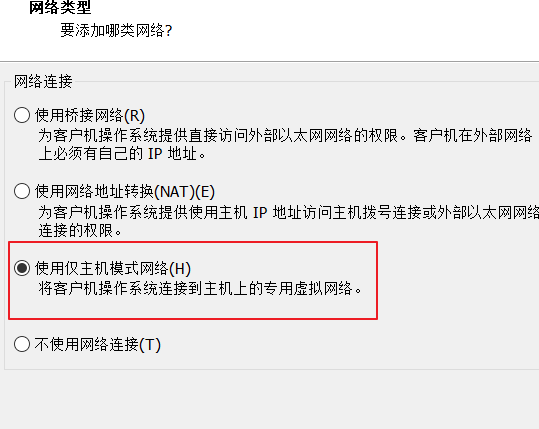 网络类型
要添加哪类网络?
网络连接
使用桥接网络(R)
为客户机操作系统提供直接访问外部以太网网络的权限。客户机在外部网络
上必须有自己的 IP 地址。
使用网络地址转换(NAT)(E)
为客户机操作系统提供使用主机 IP 地址访问主机拨号连接或外部以太网网络
连接的权限。
使用仅主机模式网络(H)
将客户机操作系统连接到主机上的专用虚拟网络。
不使用网络连接(T)